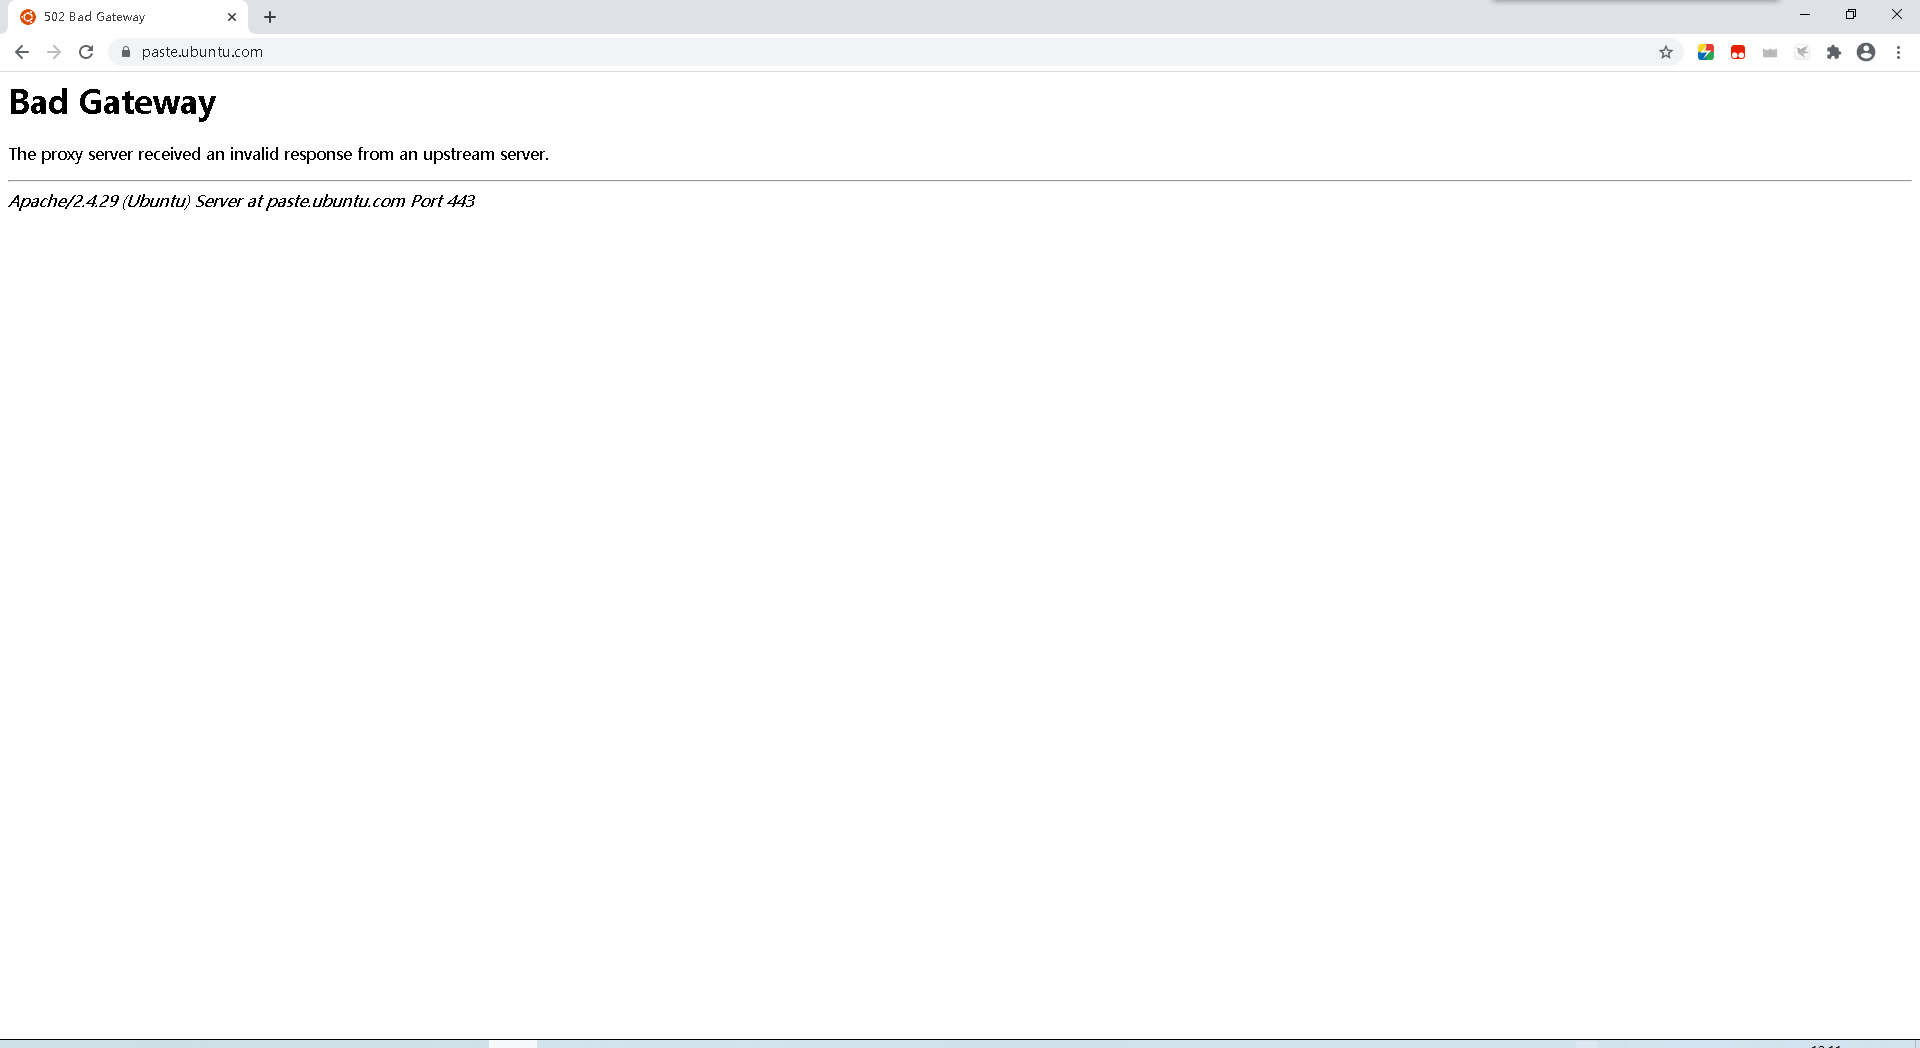 502 Bad Gateway
paste.ubuntu.com
Bad Gateway
The proxy server received an invalid response from an upstream server.
Apache/2.4.29 (Ubuntu) Server at paste.ubuntu.com Port 443